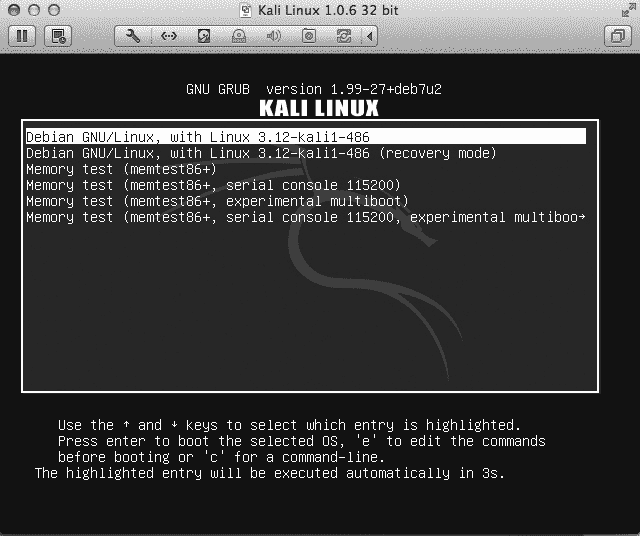 Kali Linux 1.0.6 32 bit
GNU GRUB  version 1.99-27+deb7u2
KALI LINUX
Debian GNU/Linux, with Linux 3.12-kali1-486
Debian GNU/Linux, with Linux 3.12-kali1-486 (recovery mode)
Memory test (memtest86+)
Memory test (memtest86+, serial console 115200)
Memory test (memtest86+, experimental multiboot)
Memory test (memtest86+, serial console 115200, experimental multiboo→
Use the ↑ and ↓ keys to select which entry is highlighted.
Press enter to boot the selected OS, 'e' to edit the commands
before booting or 'c' for a command-line.
The highlighted entry will be executed automatically in 3s.